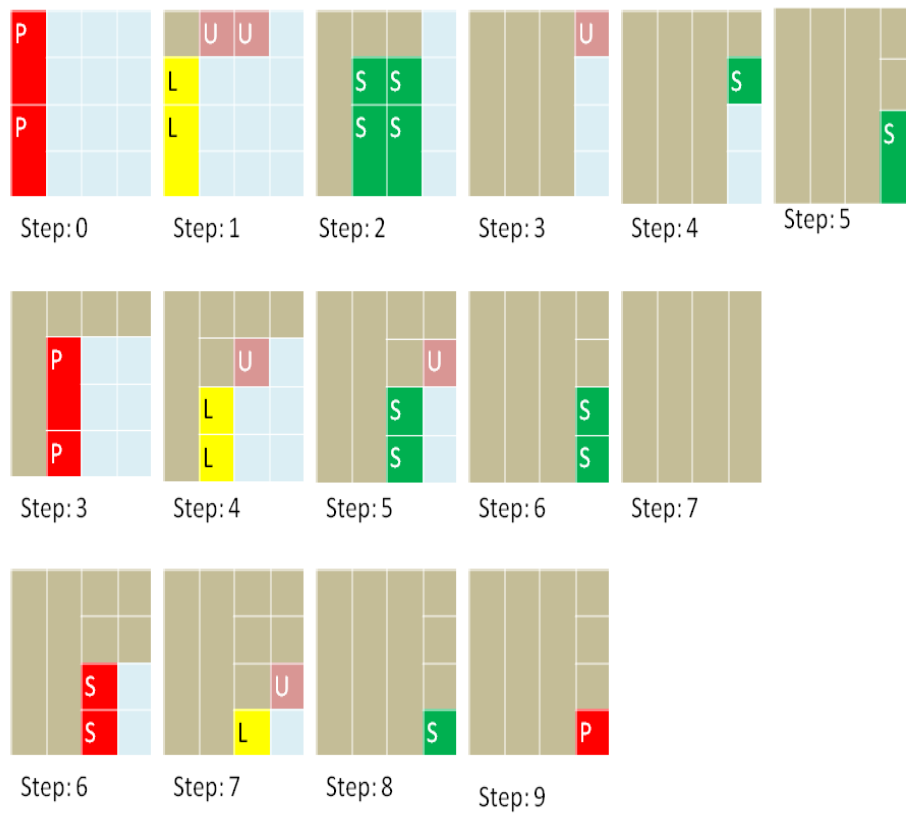 P U U U
L S S S
P L S S S
Step: 0 Step: 1 Step: 2 Step: 3 Step: 4 Step: 5
P U U
L S S
P L S S
Step: 3 Step: 4 Step: 5 Step: 6 Step: 7
S U
S L S P
Step: 6 Step: 7 Step: 8 Step: 9